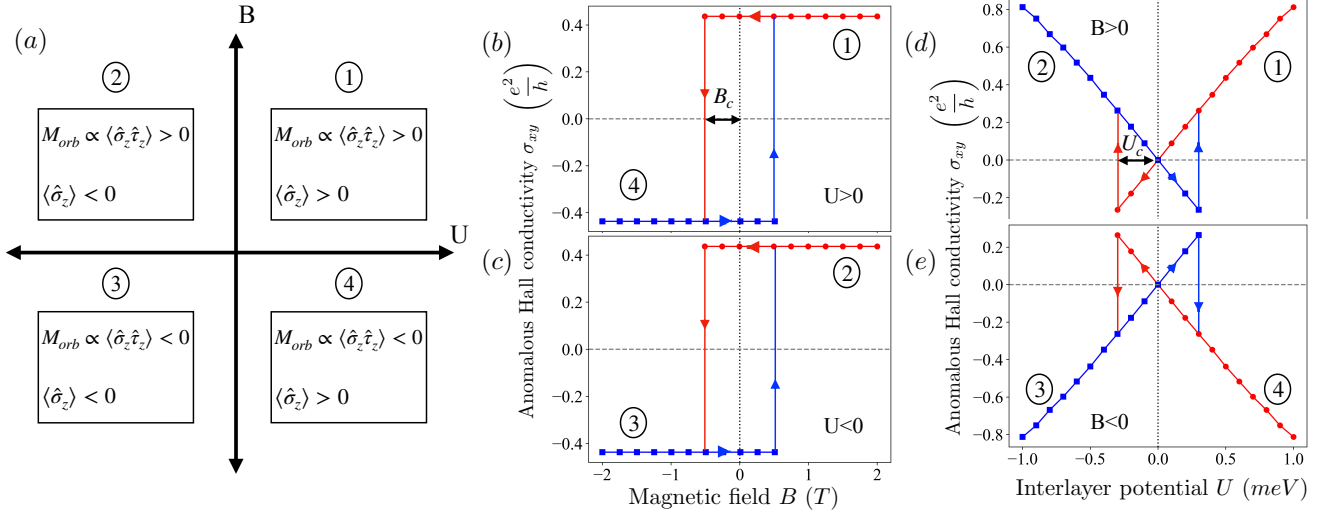 (a)
B
U
②
M_orb ∝ ⟨σ̂_z τ̂_z⟩ > 0
⟨σ̂_z⟩ < 0
①
M_orb ∝ ⟨σ̂_z τ̂_z⟩ > 0
⟨σ̂_z⟩ > 0
③
M_orb ∝ ⟨σ̂_z τ̂_z⟩ < 0
⟨σ̂_z⟩ < 0
④
M_orb ∝ ⟨σ̂_z τ̂_z⟩ < 0
⟨σ̂_z⟩ > 0
(b)
Anomalous Hall conductivity σ_xy (e²/h)
0.4
0.2
0.0
−0.2
−0.4
①
B_c
④
U>0
(c)
0.4
0.2
0.0
−0.2
−0.4
②
③
U<0
−2
−1
0
1
2
Magnetic field B (T)
(d)
Anomalous Hall conductivity σ_xy (e²/h)
0.8
0.6
0.4
0.2
0.0
−0.2
B>0
②
①
U_c
(e)
0.2
0.0
−0.2
−0.4
−0.6
−0.8
③
④
B<0
−1.0
−0.5
0.0
0.5
1.0
Interlayer potential U (meV)